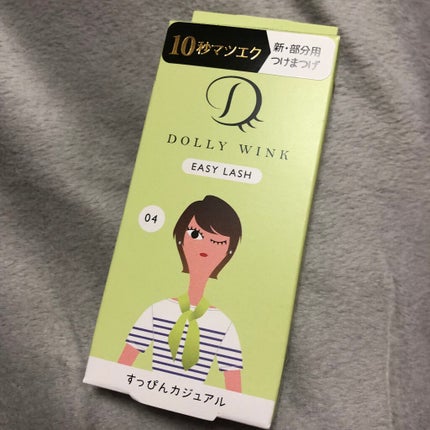 10秒マツエク
新・部分用
つけまつげ
D
DOLLY WINK
EASY LASH
04
すっぴんカジュアル